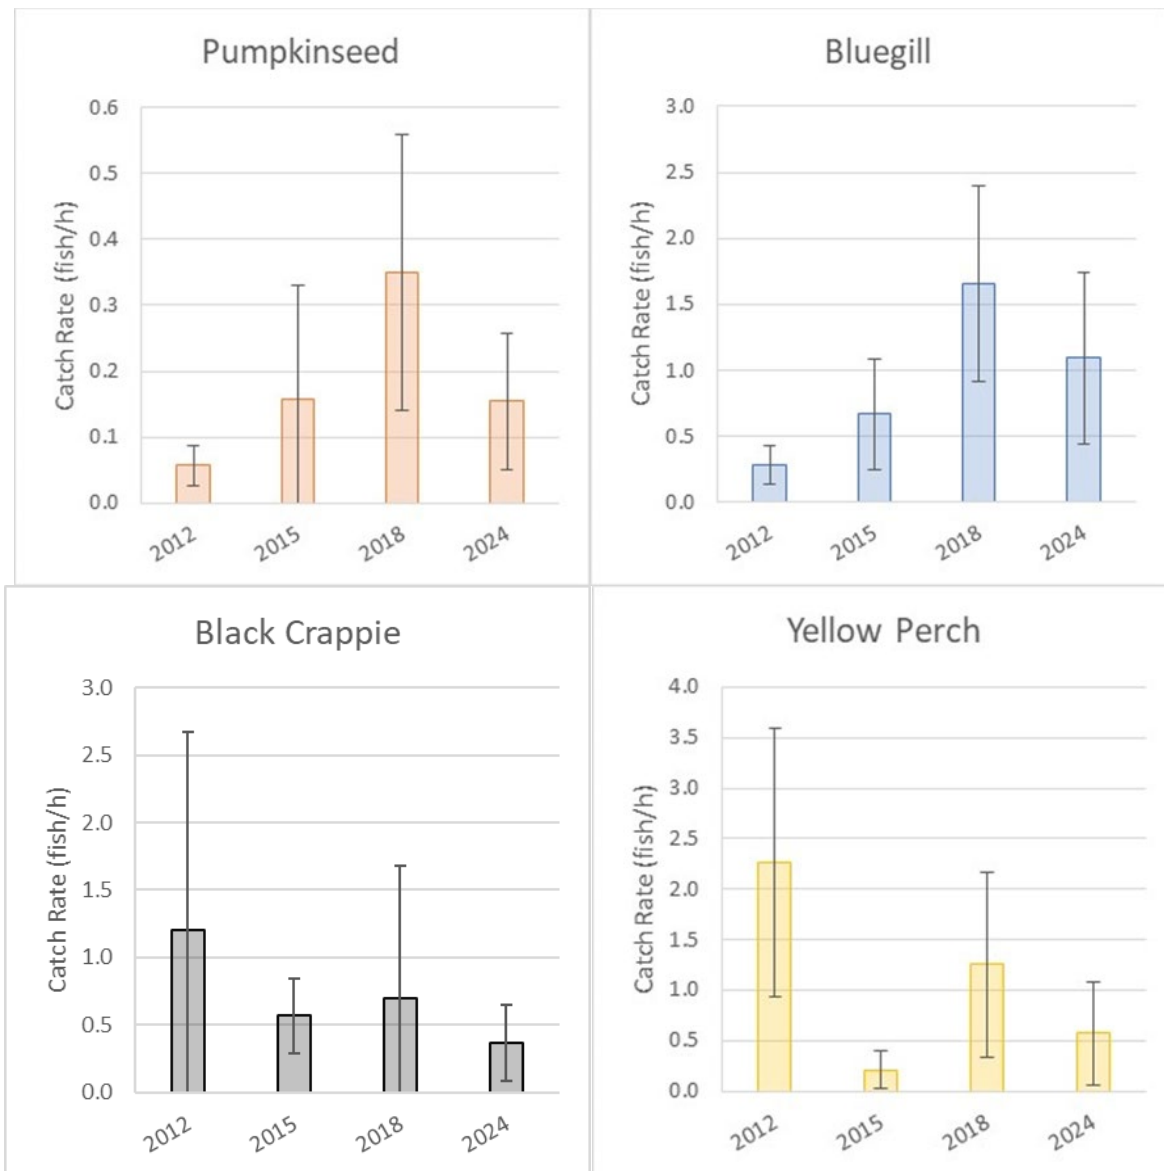 Pumpkinseed
Catch Rate (fish/h)
0.6
0.5
0.4
0.3
0.2
0.1
0.0
2012 2015 2018 2024
Bluegill
Catch Rate (fish/h)
3.0
2.5
2.0
1.5
1.0
0.5
0.0
2012 2015 2018 2024
Black Crappie
Catch Rate (fish/h)
3.0
2.5
2.0
1.5
1.0
0.5
0.0
2012 2015 2018 2024
Yellow Perch
Catch Rate (fish/h)
4.0
3.5
3.0
2.5
2.0
1.5
1.0
0.5
0.0
2012 2015 2018 2024